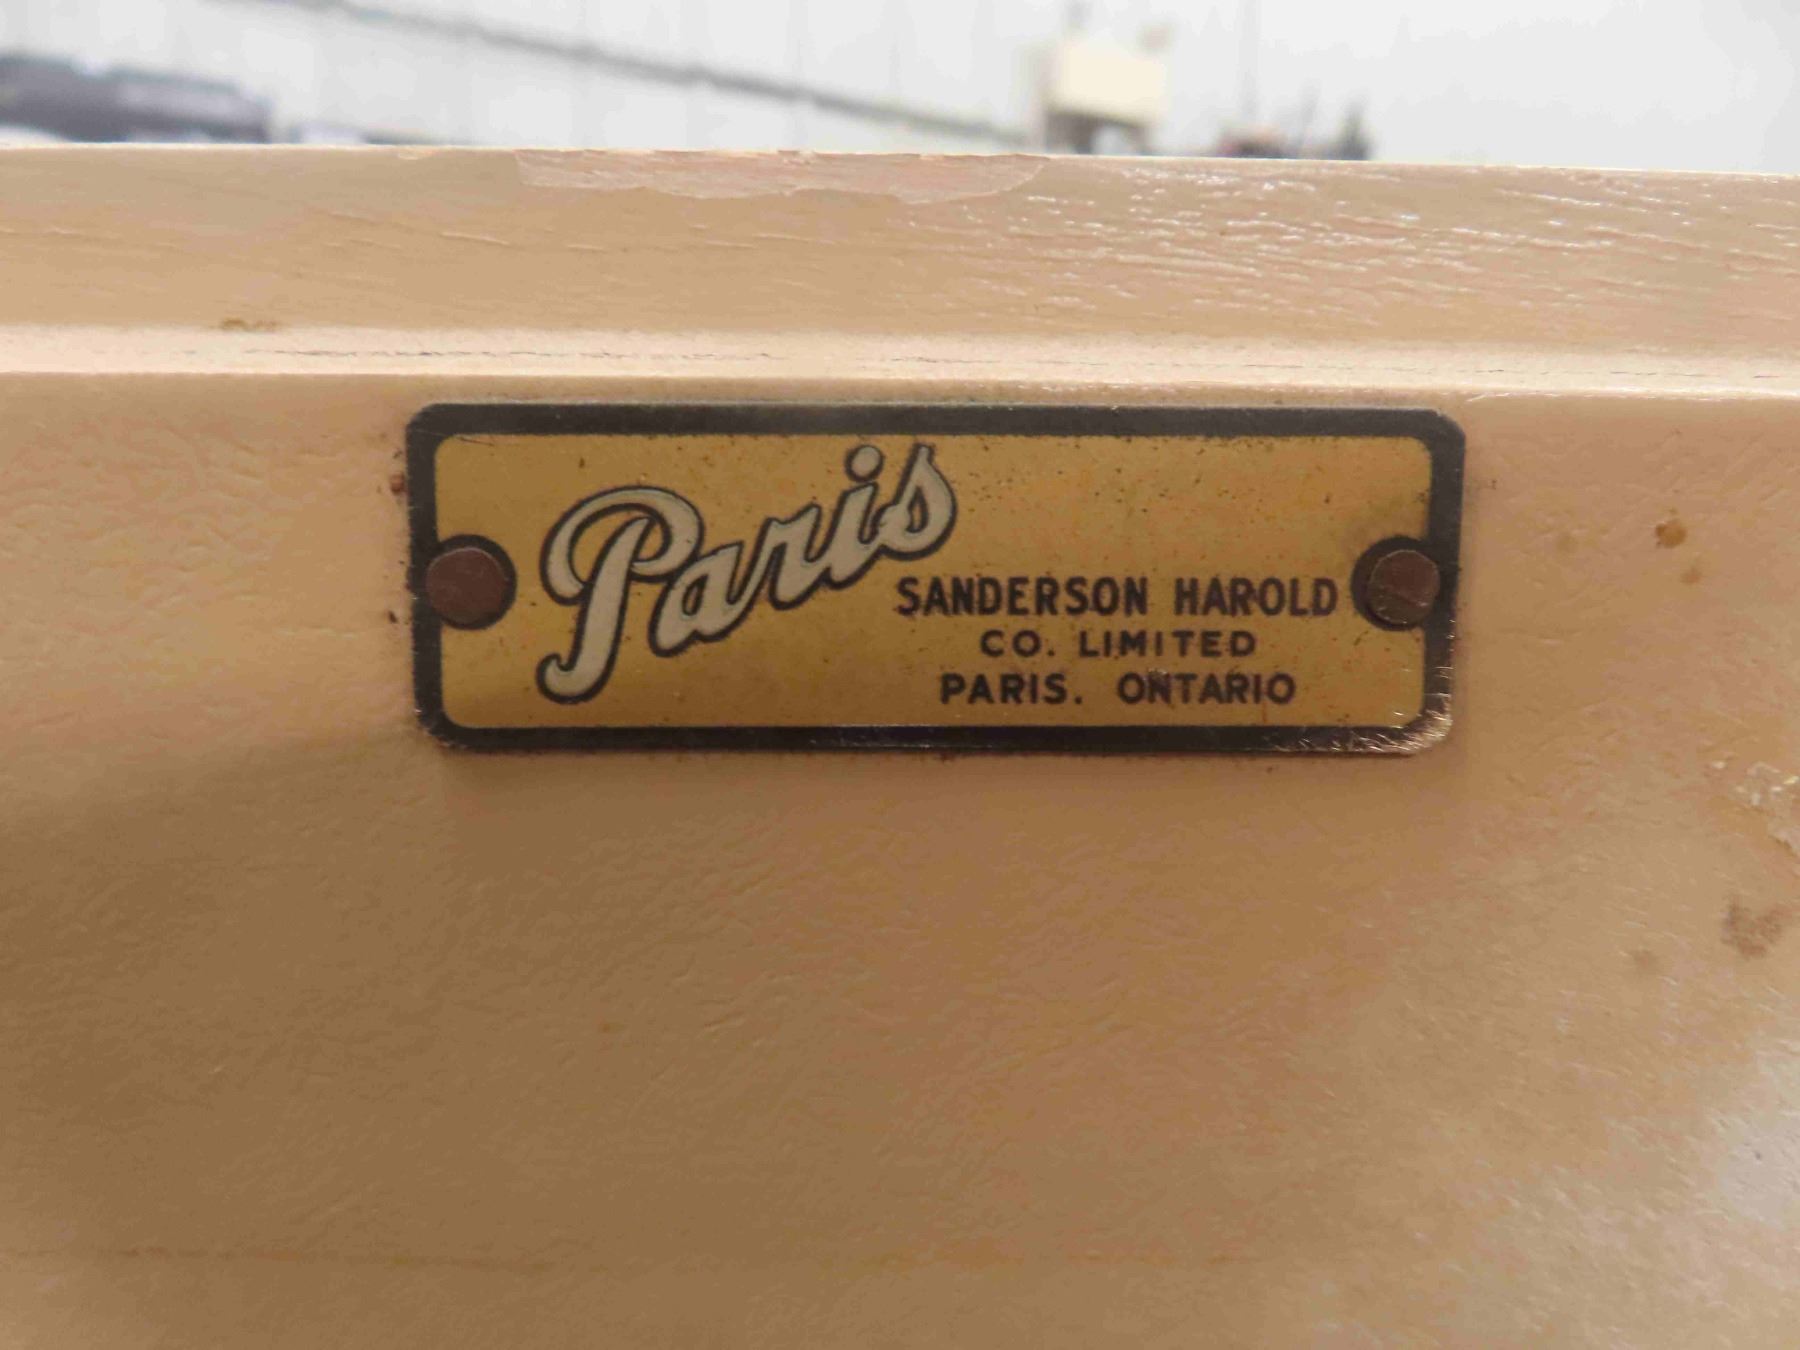 Paris
SANDERSON HAROLD
CO. LIMITED
PARIS. ONTARIO